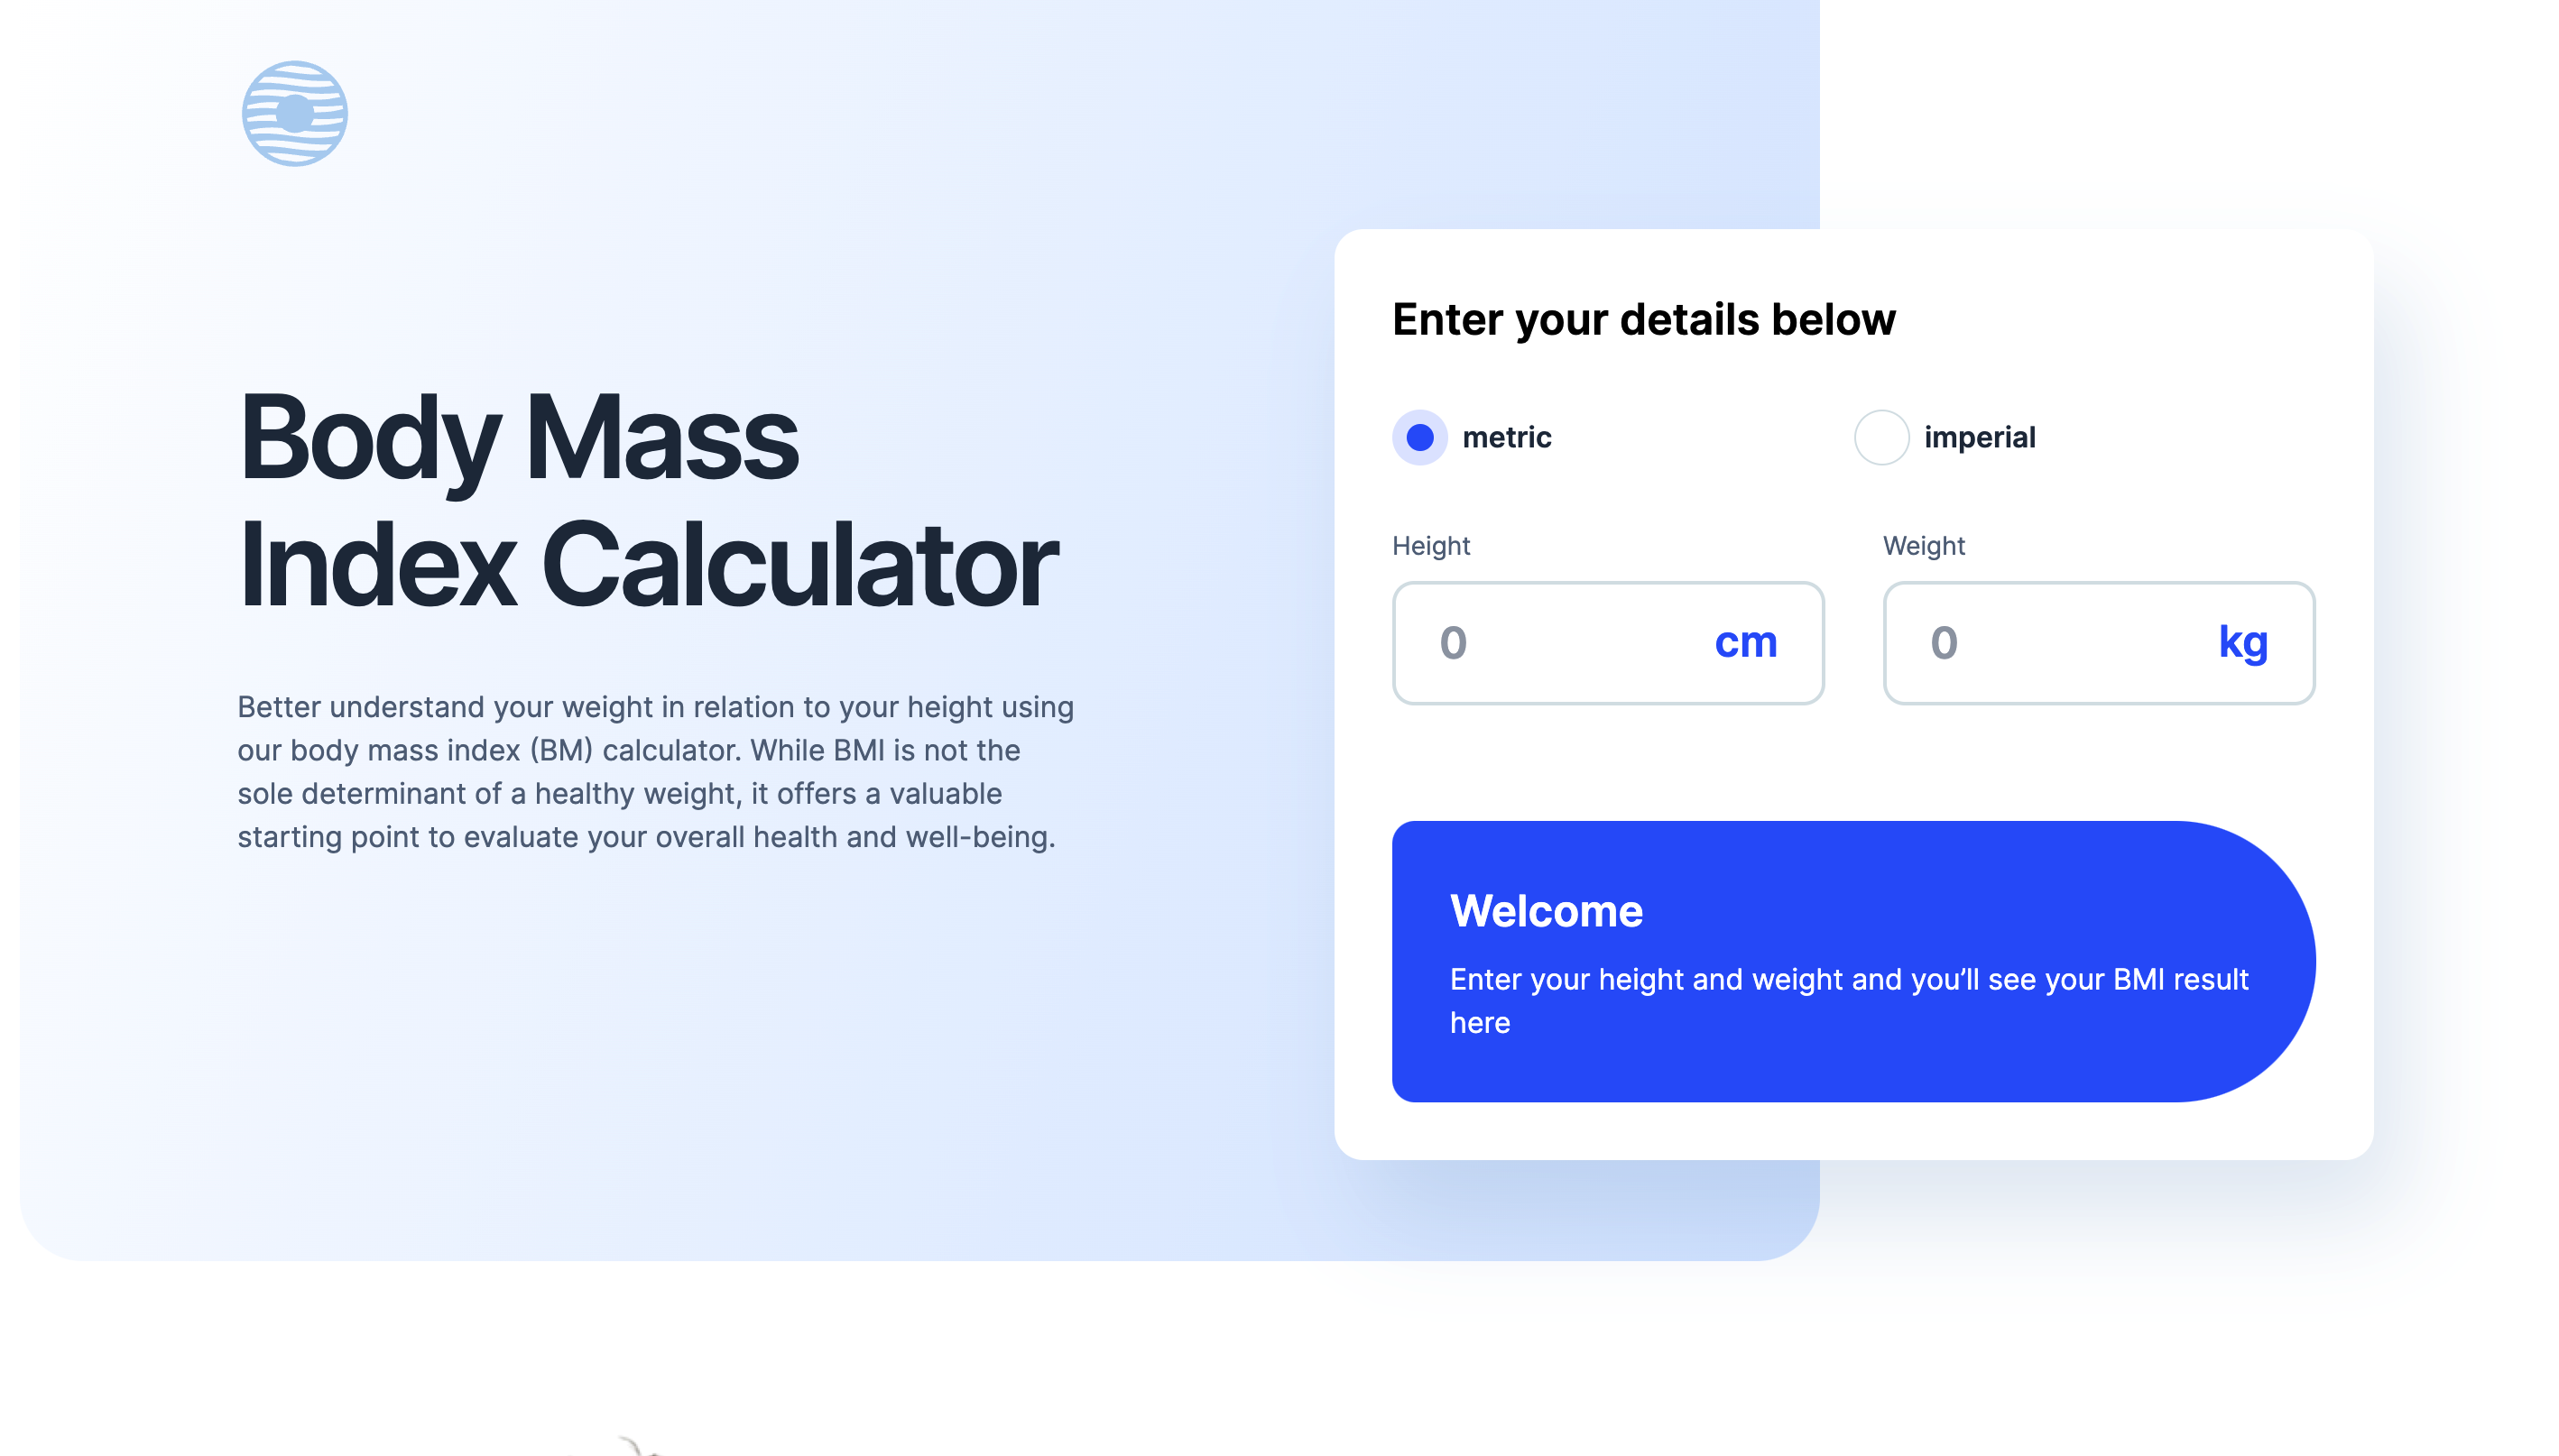 Body Mass
Index Calculator
Better understand your weight in relation to your height using
our body mass index (BM) calculator. While BMI is not the
sole determinant of a healthy weight, it offers a valuable
starting point to evaluate your overall health and well-being.
Enter your details below
metric
imperial
Height
Weight
0 cm
0 kg
Welcome
Enter your height and weight and you’ll see your BMI result
here